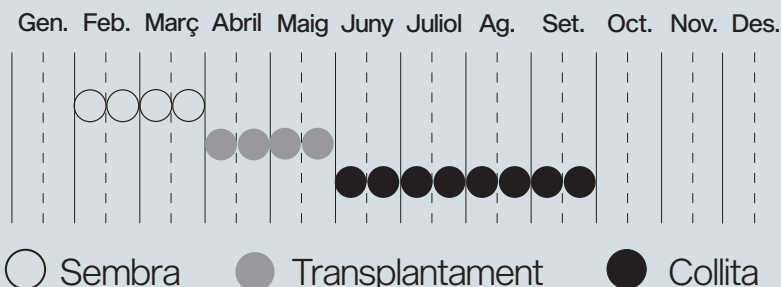 Gen. Feb. Març Abril Maig Juny Juliol Ag. Set. Oct. Nov. Des.
Sembra Transplantament Collita